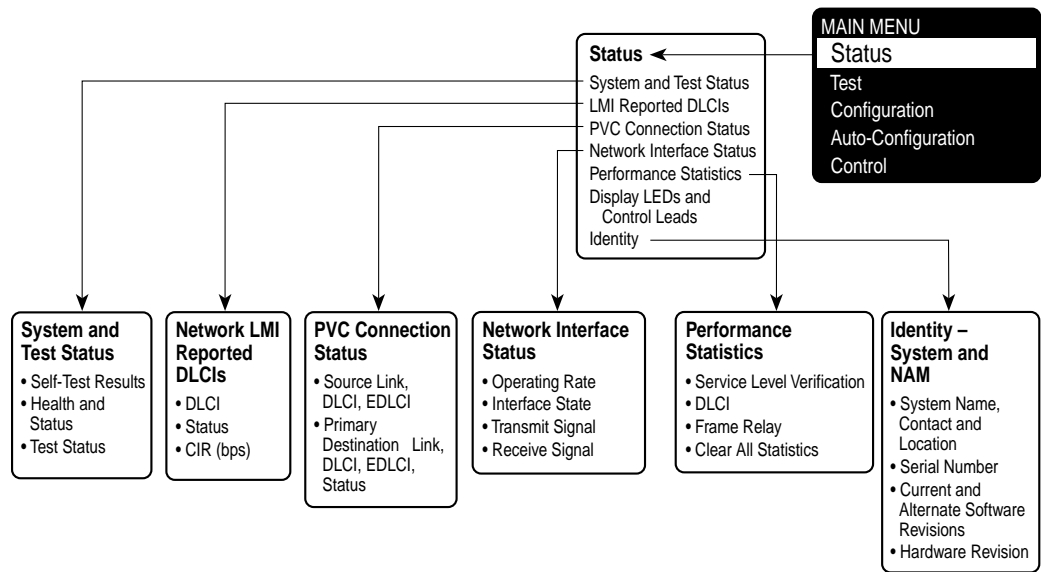 MAIN MENU
Status
Test
Configuration
Auto-Configuration
Control
Status
System and Test Status
LMI Reported DLCIs
PVC Connection Status
Network Interface Status
Performance Statistics
Display LEDs and
Control Leads
Identity
System and
Test Status
• Self-Test Results
• Health and
Status
• Test Status
Network LMI
Reported
DLCIs
• DLCI
• Status
• CIR (bps)
PVC Connection
Status
• Source Link,
DLCI, EDLCI
• Primary
Destination Link,
DLCI, EDLCI,
Status
Network Interface
Status
• Operating Rate
• Interface State
• Transmit Signal
• Receive Signal
Performance
Statistics
• Service Level Verification
• DLCI
• Frame Relay
• Clear All Statistics
Identity –
System and
NAM
• System Name,
Contact and
Location
• Serial Number
• Current and
Alternate Software
Revisions
• Hardware Revision